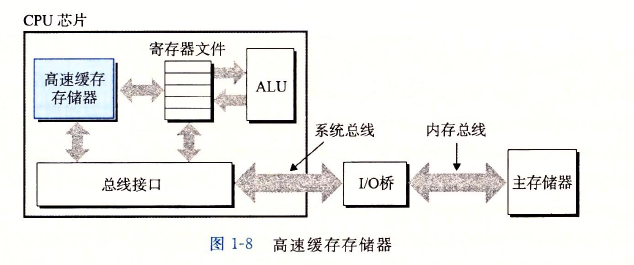 CPU 芯片
寄存器文件
高速缓存
存储器
ALU
系统总线
内存总线
总线接口
I/O桥
主存储器
图 1-8 高速缓存存储器